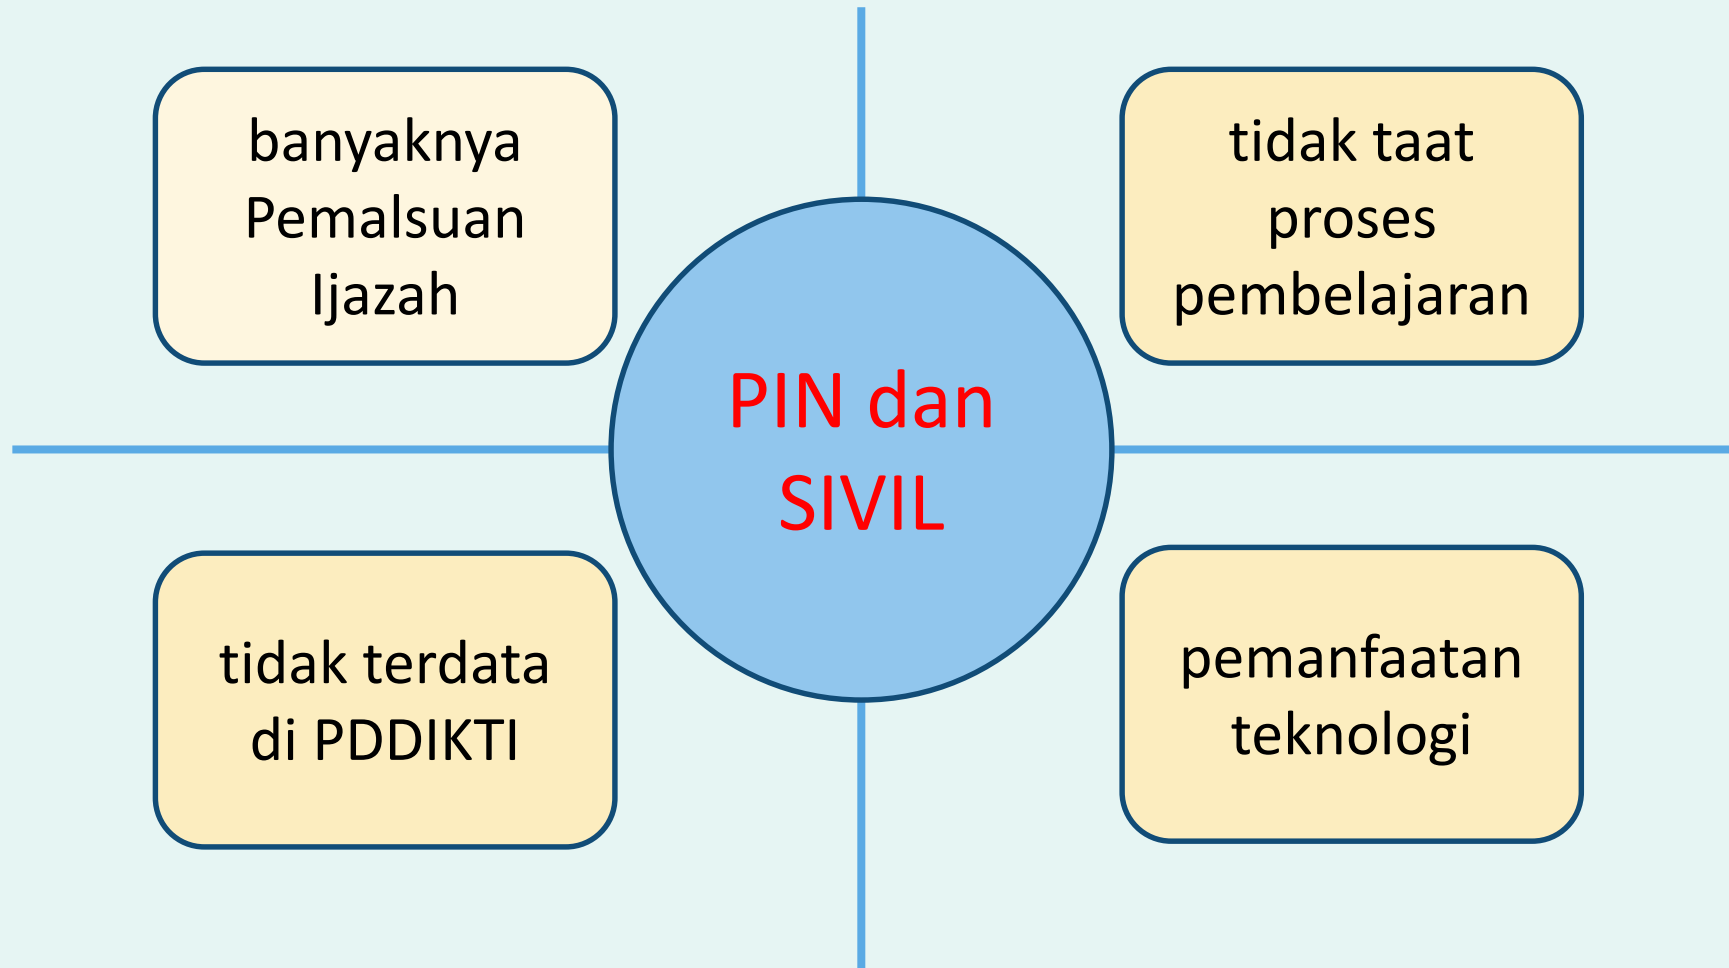 banyaknya
Pemalsuan
Ijazah
tidak taat
proses
pembelajaran
PIN dan
SIVIL
tidak terdata
di PDDIKTI
pemanfaatan
teknologi